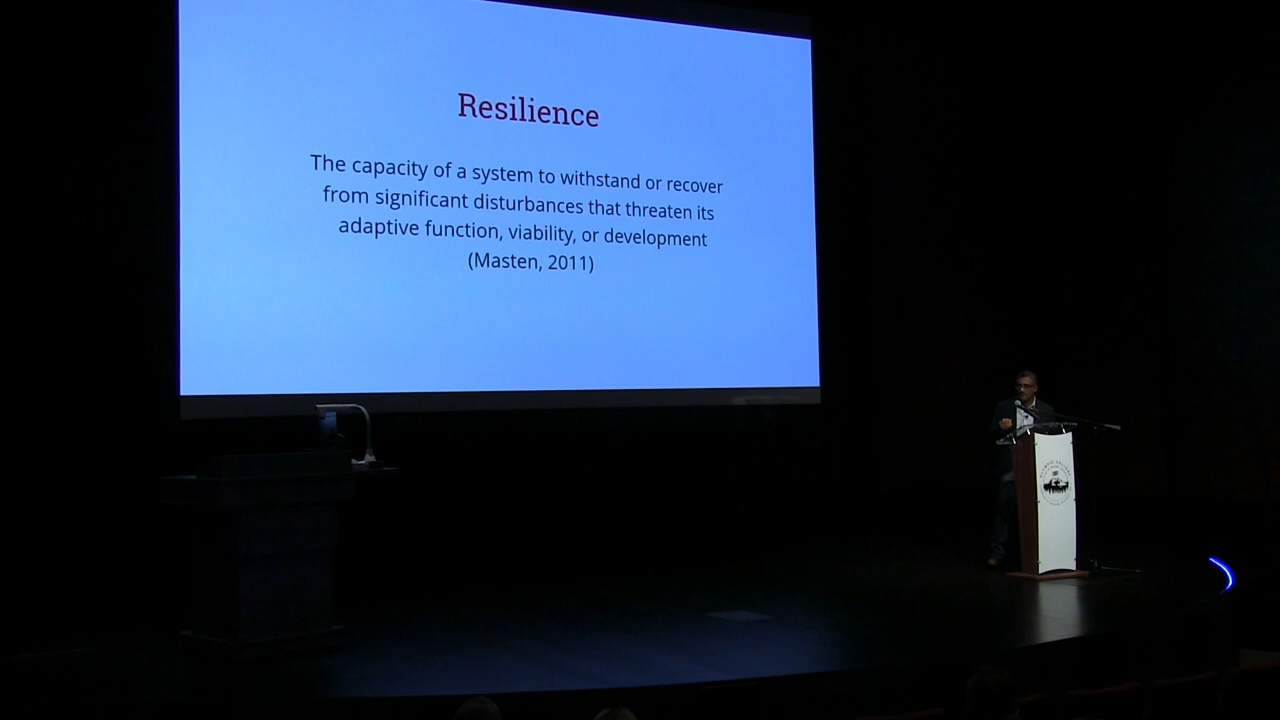 Resilience
The capacity of a system to withstand or recover
from significant disturbances that threaten its
adaptive function, viability, or development
(Masten, 2011)